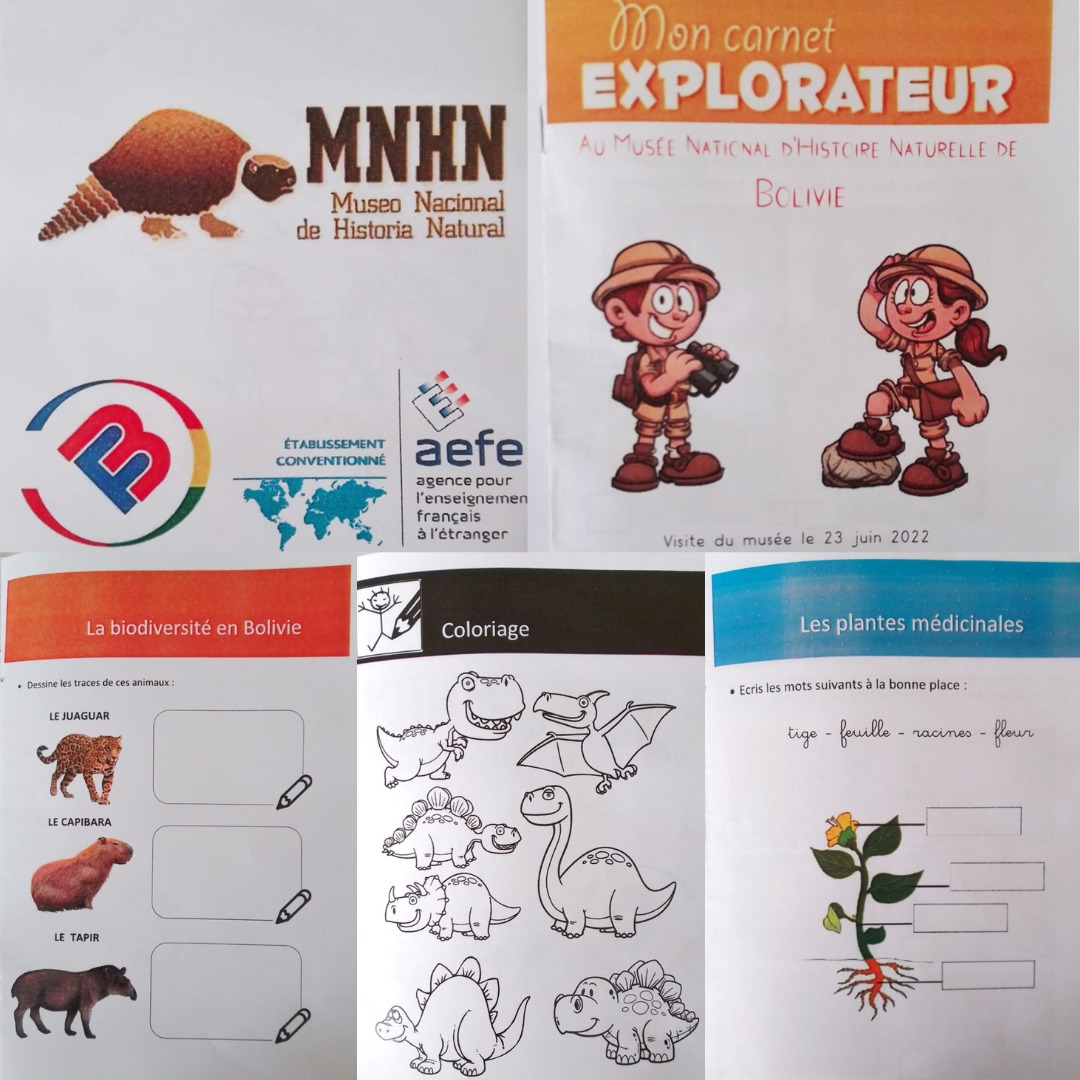 MNHN
Museo Nacional
de Historia Natural
ÉTABLISSEMENT
CONVENTIONNÉ
aefe
agence pour
l'enseignemen
français
à l'étranger
Mon carnet
EXPLORATEUR
AU MUSÉE NATIONAL D'HISTOIRE NATURELLE DE
BOLIVIE
Visite du musée le 23 juin 2022
La biodiversité en Bolivie
• Dessine les traces de ces animaux :
LE JUAGUAR
LE CAPIBARA
LE TAPIR
Coloriage
Les plantes médicinales
• Ecris les mots suivants à la bonne place :
tige - feuille - racines - fleur